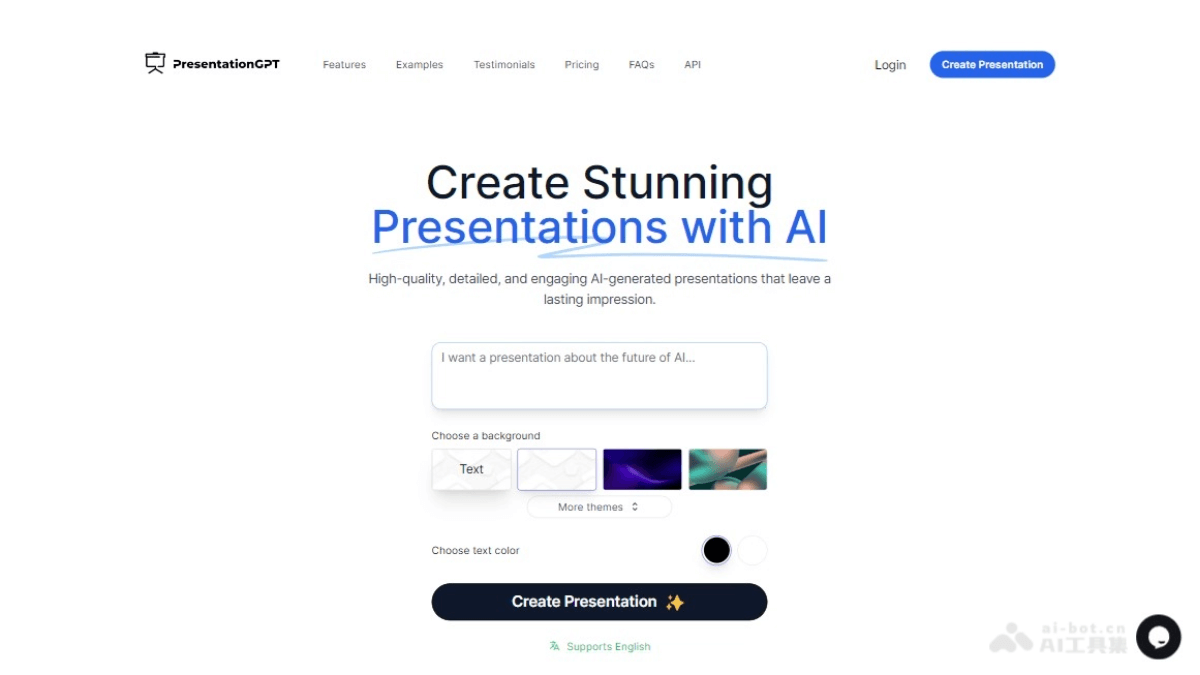 PresentationGPT
Features Examples Testimonials Pricing FAQs API
Login
Create Presentation
Create Stunning
Presentations with AI
High-quality, detailed, and engaging AI-generated presentations that leave a
lasting impression.
I want a presentation about the future of AI...
Choose a background
Text
More themes
Choose text color
Create Presentation
Supports English
ai-bot.cn
AI工具集